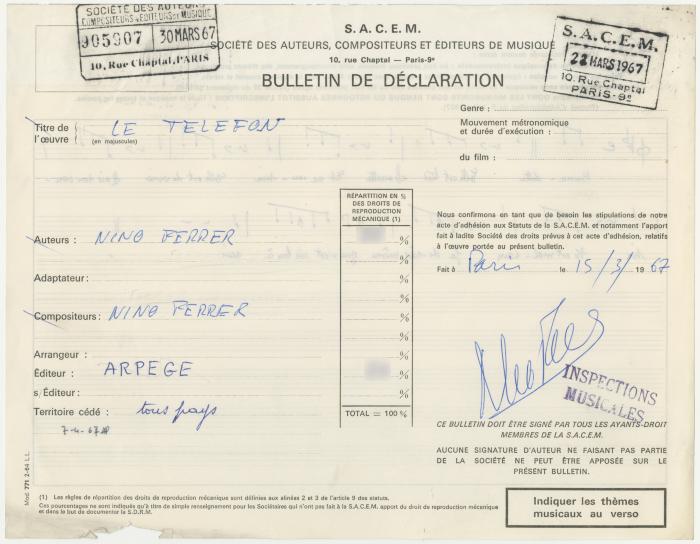 SOCIÉTÉ DES AUTEURS
COMPOSITEURS & ÉDITEURS DE MUSIQUE
905907 30 MARS 67
10, Rue Chaptal, PARIS
S.A.C.E.M.
SOCIÉTÉ DES AUTEURS, COMPOSITEURS ET ÉDITEURS DE MUSIQUE
10, rue Chaptal — Paris-9e
BULLETIN DE DÉCLARATION
S.A.C.E.M.
22 MARS 1967
10, Rue Chaptal
PARIS-9e
Genre :
Titre de l'œuvre (en majuscules) LE TELEFON
Mouvement métronomique
et durée d'exécution :
du film :
RÉPARTITION EN %
DES DROITS DE
REPRODUCTION
MÉCANIQUE (1)
Auteurs : NINO FERRER %
%
Adaptateur : %
%
Compositeurs : NINO FERRER %
%
Arrangeur : %
Éditeur : ARPEGE %
s/Éditeur : %
Territoire cédé : tous pays TOTAL = 100 %
7-4-67
Nous confirmons en tant que de besoin les stipulations de notre
acte d'adhésion aux Statuts de la S.A.C.E.M. et notamment l'apport
fait à ladite Société des droits prévus à cet acte d'adhésion, relatifs
à l'œuvre portée au présent bulletin.
Fait à Paris le 15/3/ 1967
INSPECTIONS
MUSICALES
CE BULLETIN DOIT ÊTRE SIGNÉ PAR TOUS LES AYANTS-DROIT
MEMBRES DE LA S.A.C.E.M.
AUCUNE SIGNATURE D'AUTEUR NE FAISANT PAS PARTIE
DE LA SOCIÉTÉ NE PEUT ÊTRE APPOSÉE SUR LE
PRÉSENT BULLETIN.
Mod. 771 2-64 L.L.
(1) Les règles de répartition des droits de reproduction mécanique sont définies aux alinéas 2 et 3 de l'article 9 des statuts.
Ces pourcentages ne sont indiqués qu'à titre de simple renseignement pour les Sociétaires qui n'ont pas fait à la S.A.C.E.M. apport du droit de reproduction mécanique
et dans le but de documenter la S.D.R.M.
Indiquer les thèmes
musicaux au verso